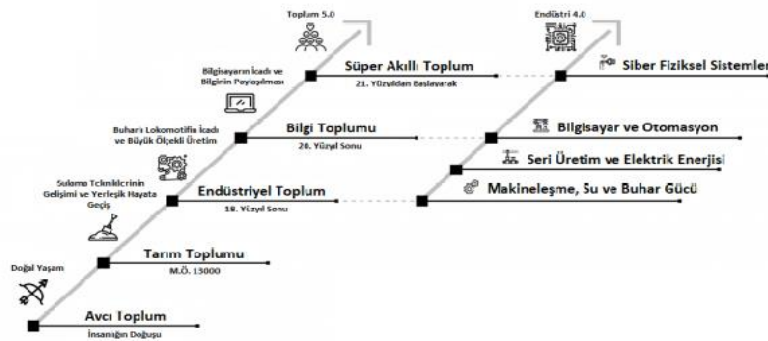 Toplum 5.0
Endüstri 4.0
Bilgisayarın İcadı ve
Bilginin Paylaşılması
Süper Akıllı Toplum
21. Yüzyıldan Başlayarak
Siber Fiziksel Sistemler
Buharlı Lokomotifin İcadı
ve Büyük Ölçekli Üretim
Bilgi Toplumu
20. Yüzyıl Sonu
Bilgisayar ve Otomasyon
Seri Üretim ve Elektrik Enerjisi
Sulama Tekniklerinin
Gelişimi ve Yerleşik Hayata
Geçiş
Endüstriyel Toplum
18. Yüzyıl Sonu
Makineleşme, Su ve Buhar Gücü
Doğal Yaşam
Tarım Toplumu
M.Ö. 13000
Avcı Toplum
İnsanlığın Doğuşu